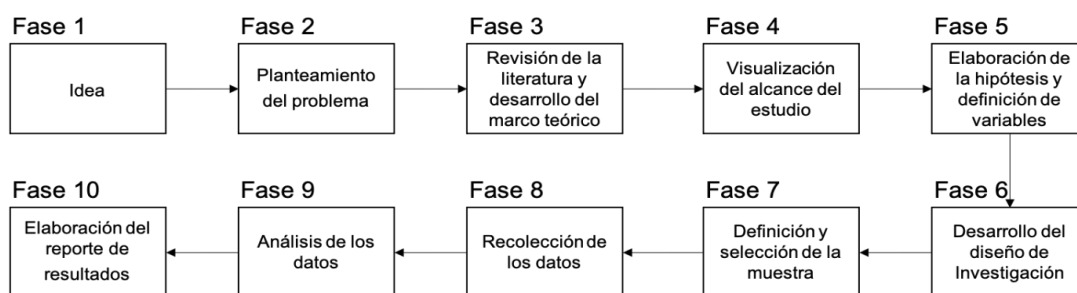 Fase 1
Idea
Fase 2
Planteamiento
del problema
Fase 3
Revisión de la
literatura y
desarrollo del
marco teórico
Fase 4
Visualización
del alcance del
estudio
Fase 5
Elaboración de
la hipótesis y
definición de
variables
Fase 6
Desarrollo del
diseño de
Investigación
Fase 7
Definición y
selección de la
muestra
Fase 8
Recolección de
los datos
Fase 9
Análisis de los
datos
Fase 10
Elaboración del
reporte de
resultados